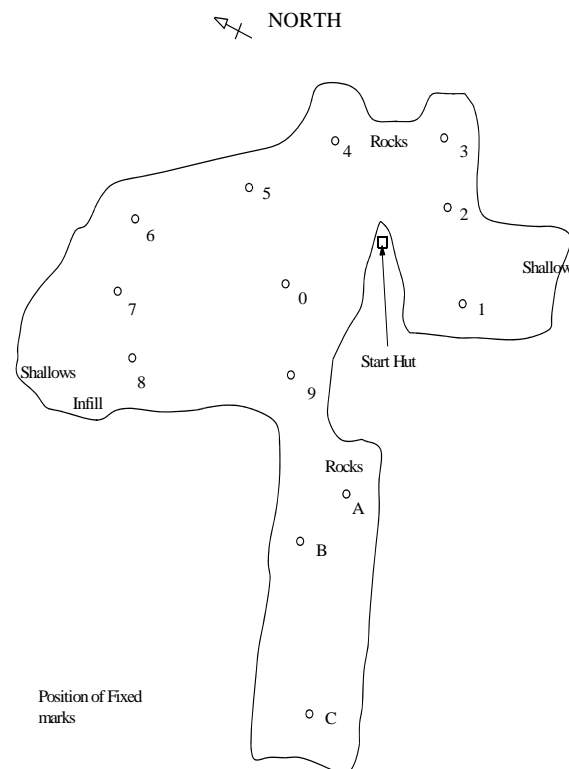 NORTH
Rocks
3
4
2
5
6
Shallow
0
1
7
Start Hut
Shallows
8
9
Infill
Rocks
A
B
Position of Fixed
marks
C